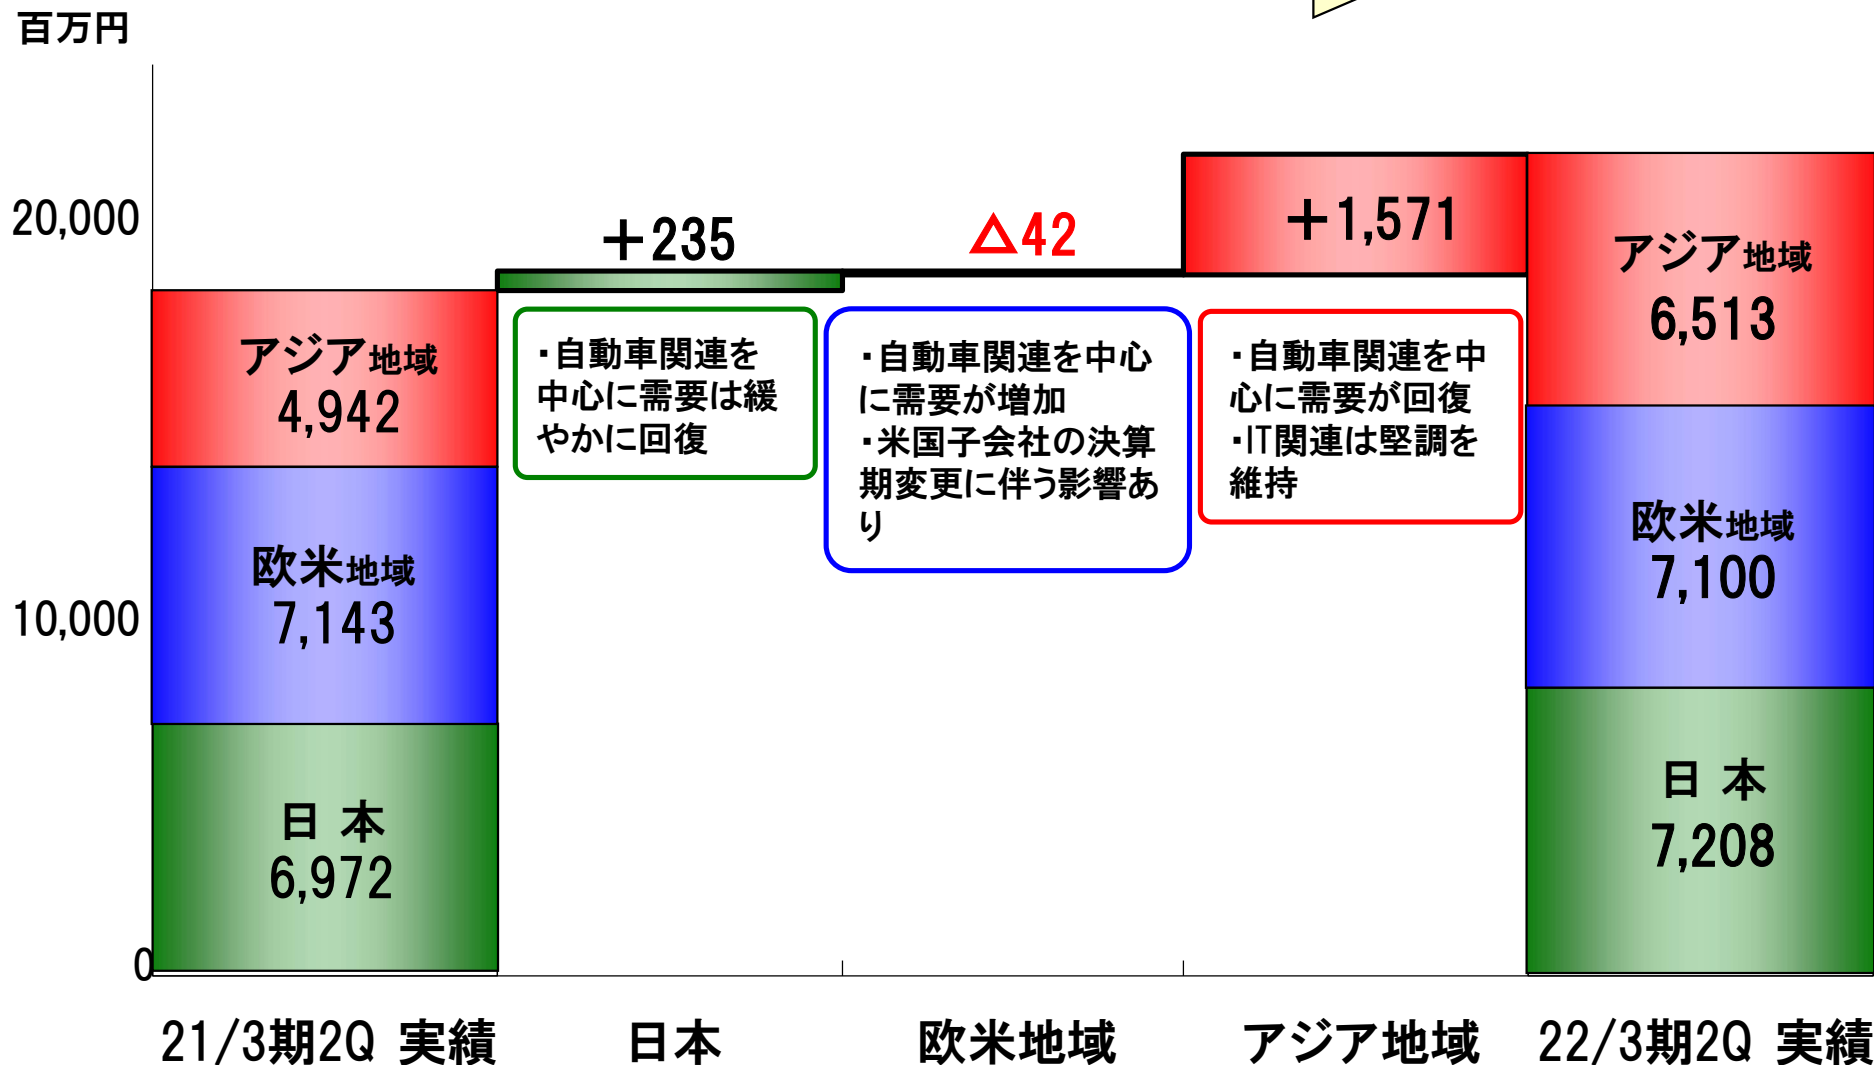 百万円
20,000
10,000
0
アジア地域
4,942
欧米地域
7,143
日 本
6,972
＋235
・自動車関連を
中心に需要は緩
やかに回復
△42
・自動車関連を中心
に需要が増加
・米国子会社の決算
期変更に伴う影響あ
り
＋1,571
・自動車関連を中
心に需要が回復
・IT関連は堅調を
維持
アジア地域
6,513
欧米地域
7,100
日 本
7,208
21/3期2Q 実績
日本
欧米地域
アジア地域
22/3期2Q 実績